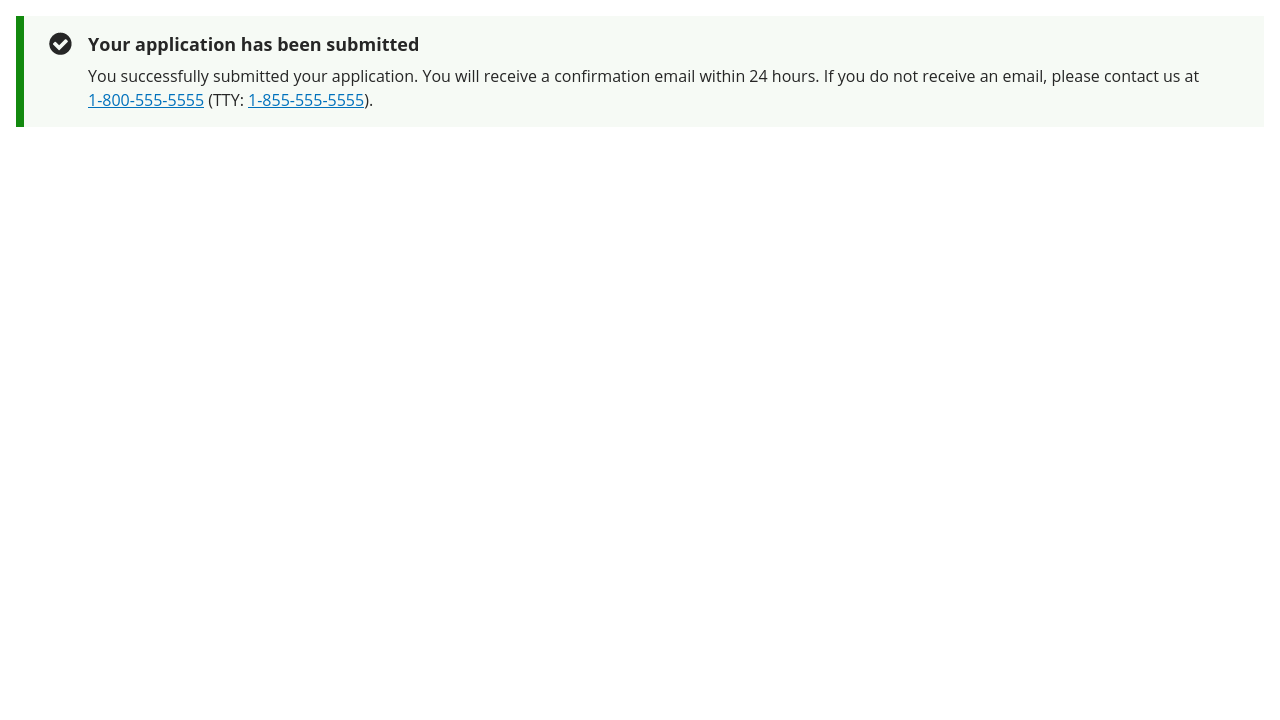 Your application has been submitted
You successfully submitted your application. You will receive a confirmation email within 24 hours. If you do not receive an email, please contact us at
1-800-555-5555 (TTY: 1-855-555-5555).